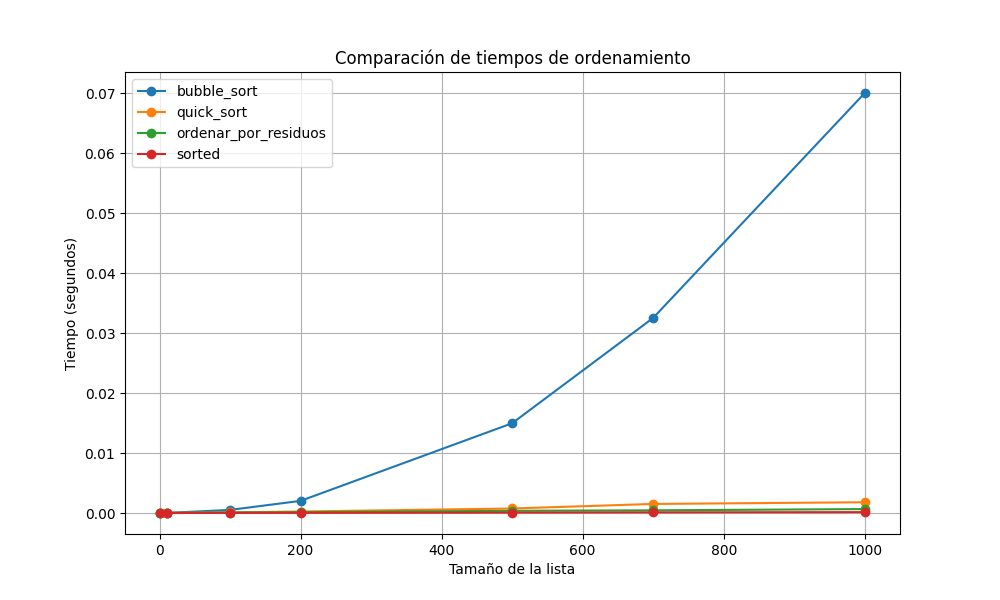 Comparación de tiempos de ordenamiento
bubble_sort
quick_sort
ordenar_por_residuos
sorted
Tiempo (segundos)
0.07
0.06
0.05
0.04
0.03
0.02
0.01
0.00
0
200
400
600
800
1000
Tamaño de la lista